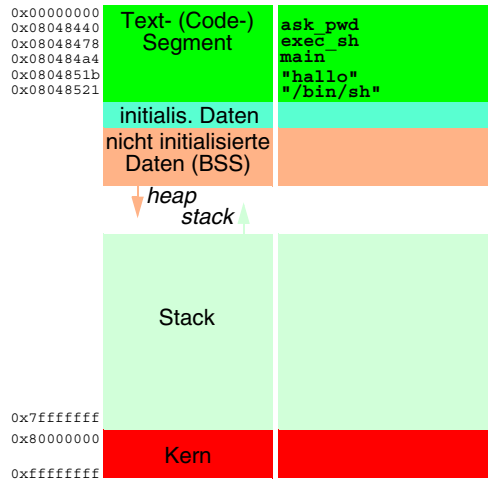 0x00000000
0x08048440
0x08048478
0x080484a4
0x0804851b
0x08048521
Text- (Code-)
Segment
ask_pwd
exec_sh
main
"hallo"
"/bin/sh"
initialis. Daten
nicht initialisierte
Daten (BSS)
heap
stack
Stack
0x7fffffff
0x80000000
Kern
0xffffffff